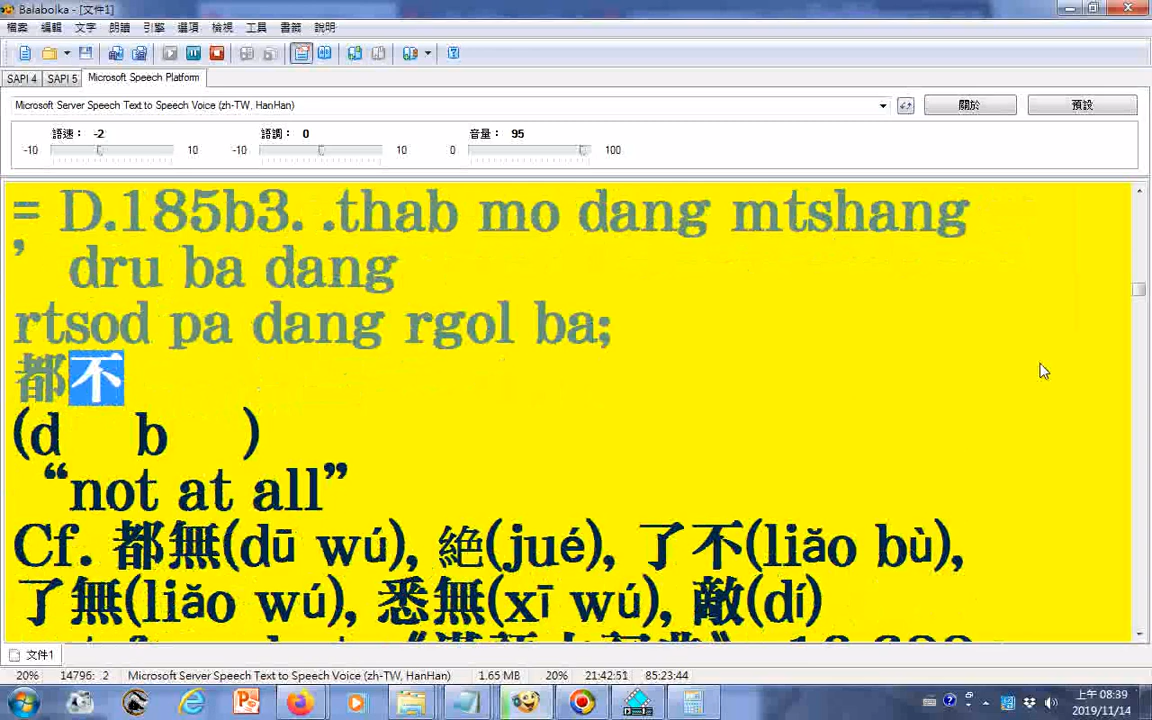 Balabolka - [文件1]
檔案 編輯 文字 朗讀 引擎 選項 檢視 工具 書籤 說明
SAPI 4 SAPI 5 Microsoft Speech Platform
Microsoft Server Speech Text to Speech Voice (zh-TW, HanHan) 關於 預設
語速： -2 語調： 0 音量： 95
-10 10 -10 10 0 100
= D.185b3. .thab mo dang mtshang
’ dru ba dang
rtsod pa dang rgol ba;
都不
(d b )
“not at all”
Cf. 都無(dū wú), 絕(jué), 了不(liǎo bù),
了無(liǎo wú), 悉無(xī wú), 敵(dí)
文件1
20% 14796: 2 Microsoft Server Speech Text to Speech Voice (zh-TW, HanHan) 1.65 MB 20% 21:42:51 85:23:44
上午 08:39
2019/11/14